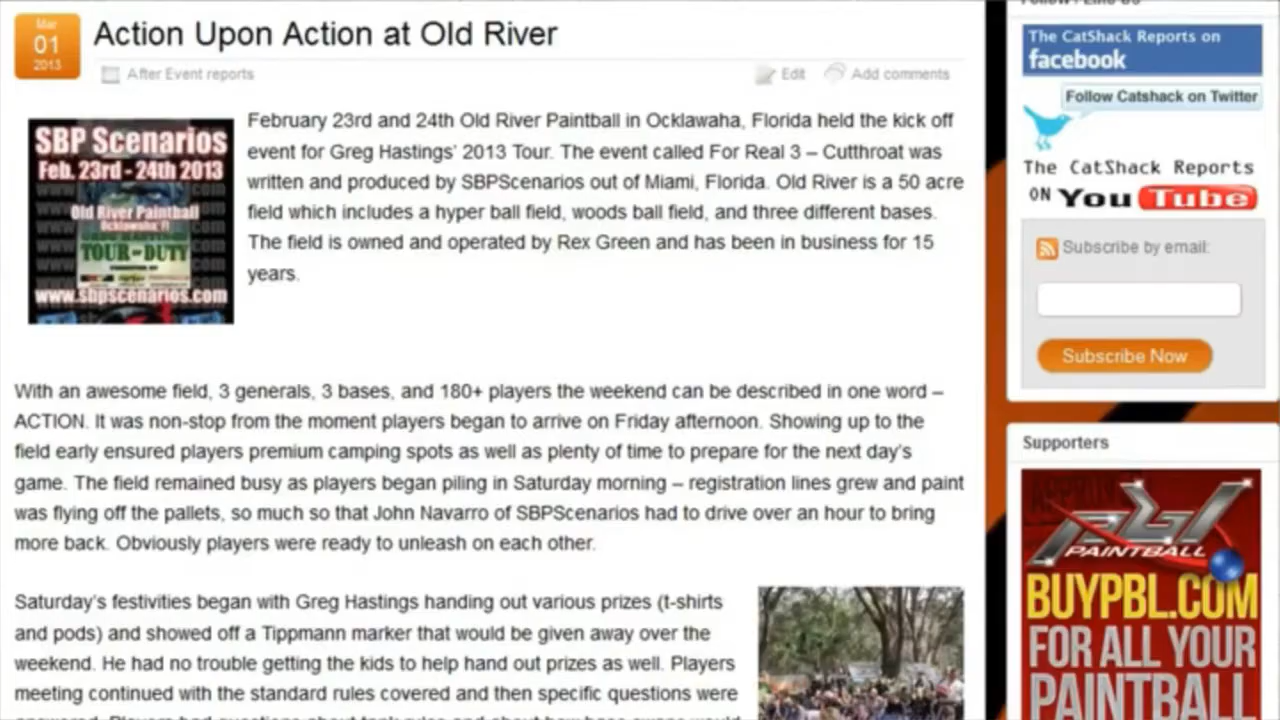 Mar
01
2013
Action Upon Action at Old River
After Event reports
Edit
Add comments
SBP Scenarios
Feb. 23rd - 24th 2013
Old River Paintball
Ocklawaha, Fl
TOUR OF DUTY
www.sbpscenarios.com
February 23rd and 24th Old River Paintball in Ocklawaha, Florida held the kick off
event for Greg Hastings' 2013 Tour. The event called For Real 3 – Cutthroat was
written and produced by SBPScenarios out of Miami, Florida. Old River is a 50 acre
field which includes a hyper ball field, woods ball field, and three different bases.
The field is owned and operated by Rex Green and has been in business for 15
years.
With an awesome field, 3 generals, 3 bases, and 180+ players the weekend can be described in one word –
ACTION. It was non-stop from the moment players began to arrive on Friday afternoon. Showing up to the
field early ensured players premium camping spots as well as plenty of time to prepare for the next day's
game. The field remained busy as players began piling in Saturday morning – registration lines grew and paint
was flying off the pallets, so much so that John Navarro of SBPScenarios had to drive over an hour to bring
more back. Obviously players were ready to unleash on each other.
Saturday's festivities began with Greg Hastings handing out various prizes (t-shirts
and pods) and showed off a Tippmann marker that would be given away over the
weekend. He had no trouble getting the kids to help hand out prizes as well. Players
meeting continued with the standard rules covered and then specific questions were
The CatShack Reports on
facebook
Follow Catshack on Twitter
The CatShack Reports
ON YouTube
Subscribe by email:
Subscribe Now
Supporters
pbl
PAINTBALL
BUYPBL.COM
FOR ALL YOUR
PAINTBALL